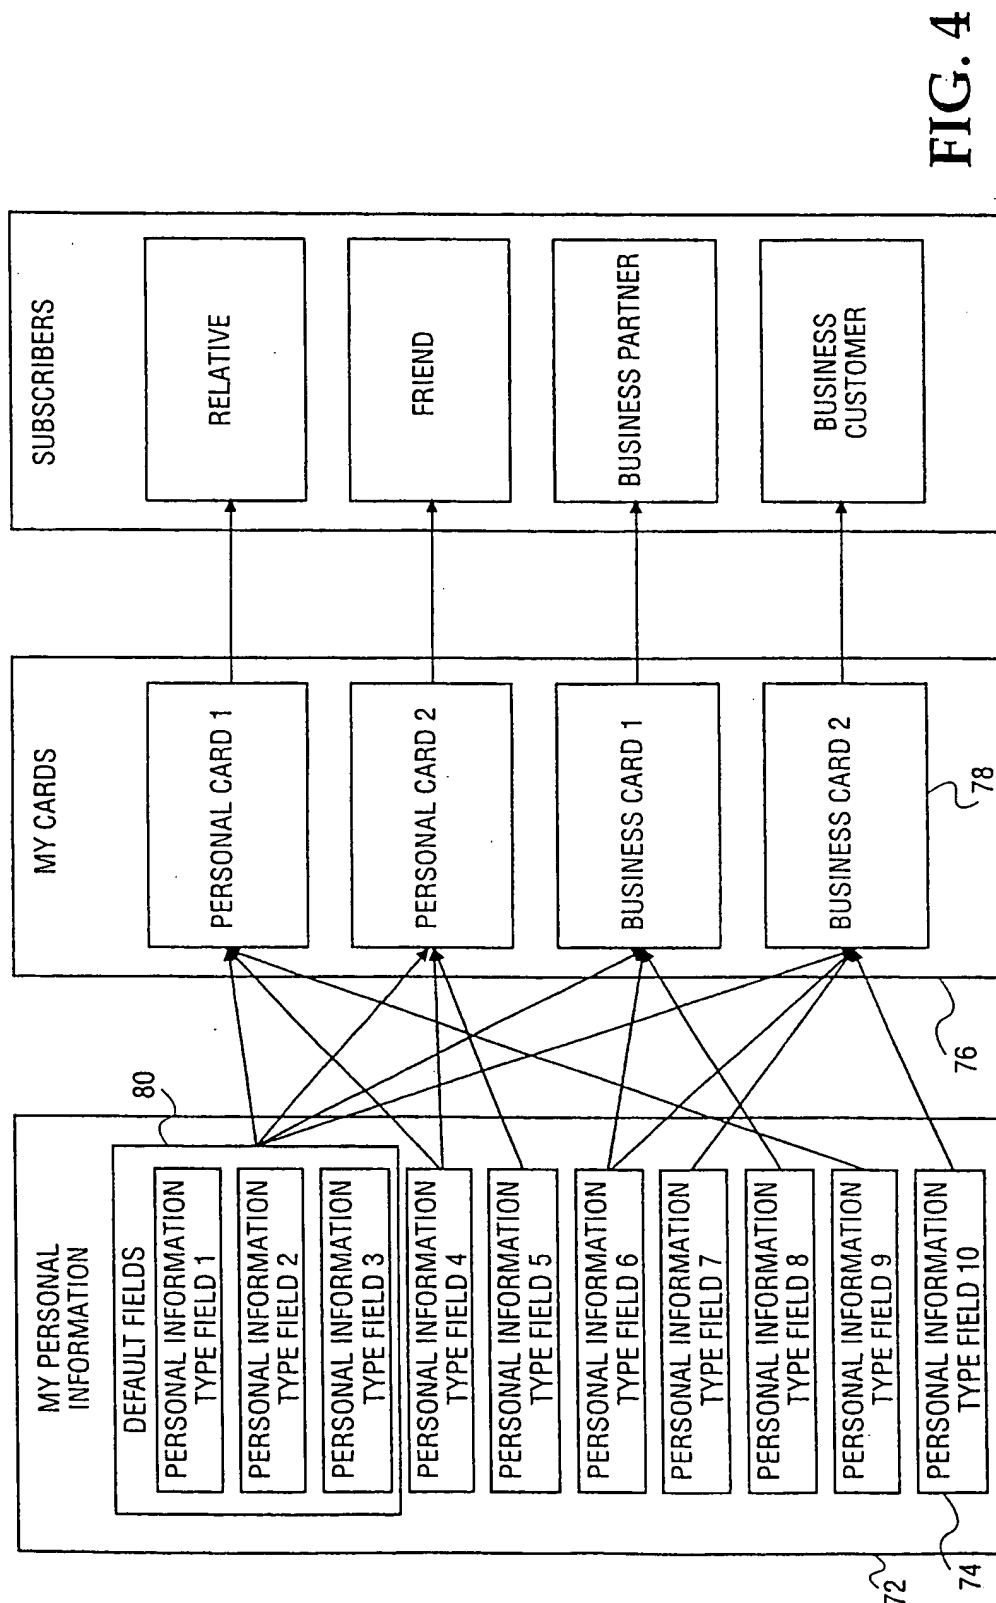 MY PERSONAL
INFORMATION
DEFAULT FIELDS
PERSONAL INFORMATION
TYPE FIELD 1
PERSONAL INFORMATION
TYPE FIELD 2
PERSONAL INFORMATION
TYPE FIELD 3
PERSONAL INFORMATION
TYPE FIELD 4
PERSONAL INFORMATION
TYPE FIELD 5
PERSONAL INFORMATION
TYPE FIELD 6
PERSONAL INFORMATION
TYPE FIELD 7
PERSONAL INFORMATION
TYPE FIELD 8
PERSONAL INFORMATION
TYPE FIELD 9
PERSONAL INFORMATION
TYPE FIELD 10
72
74
80
MY CARDS
PERSONAL CARD 1
PERSONAL CARD 2
BUSINESS CARD 1
BUSINESS CARD 2
76
78
SUBSCRIBERS
RELATIVE
FRIEND
BUSINESS PARTNER
BUSINESS
CUSTOMER
FIG. 4